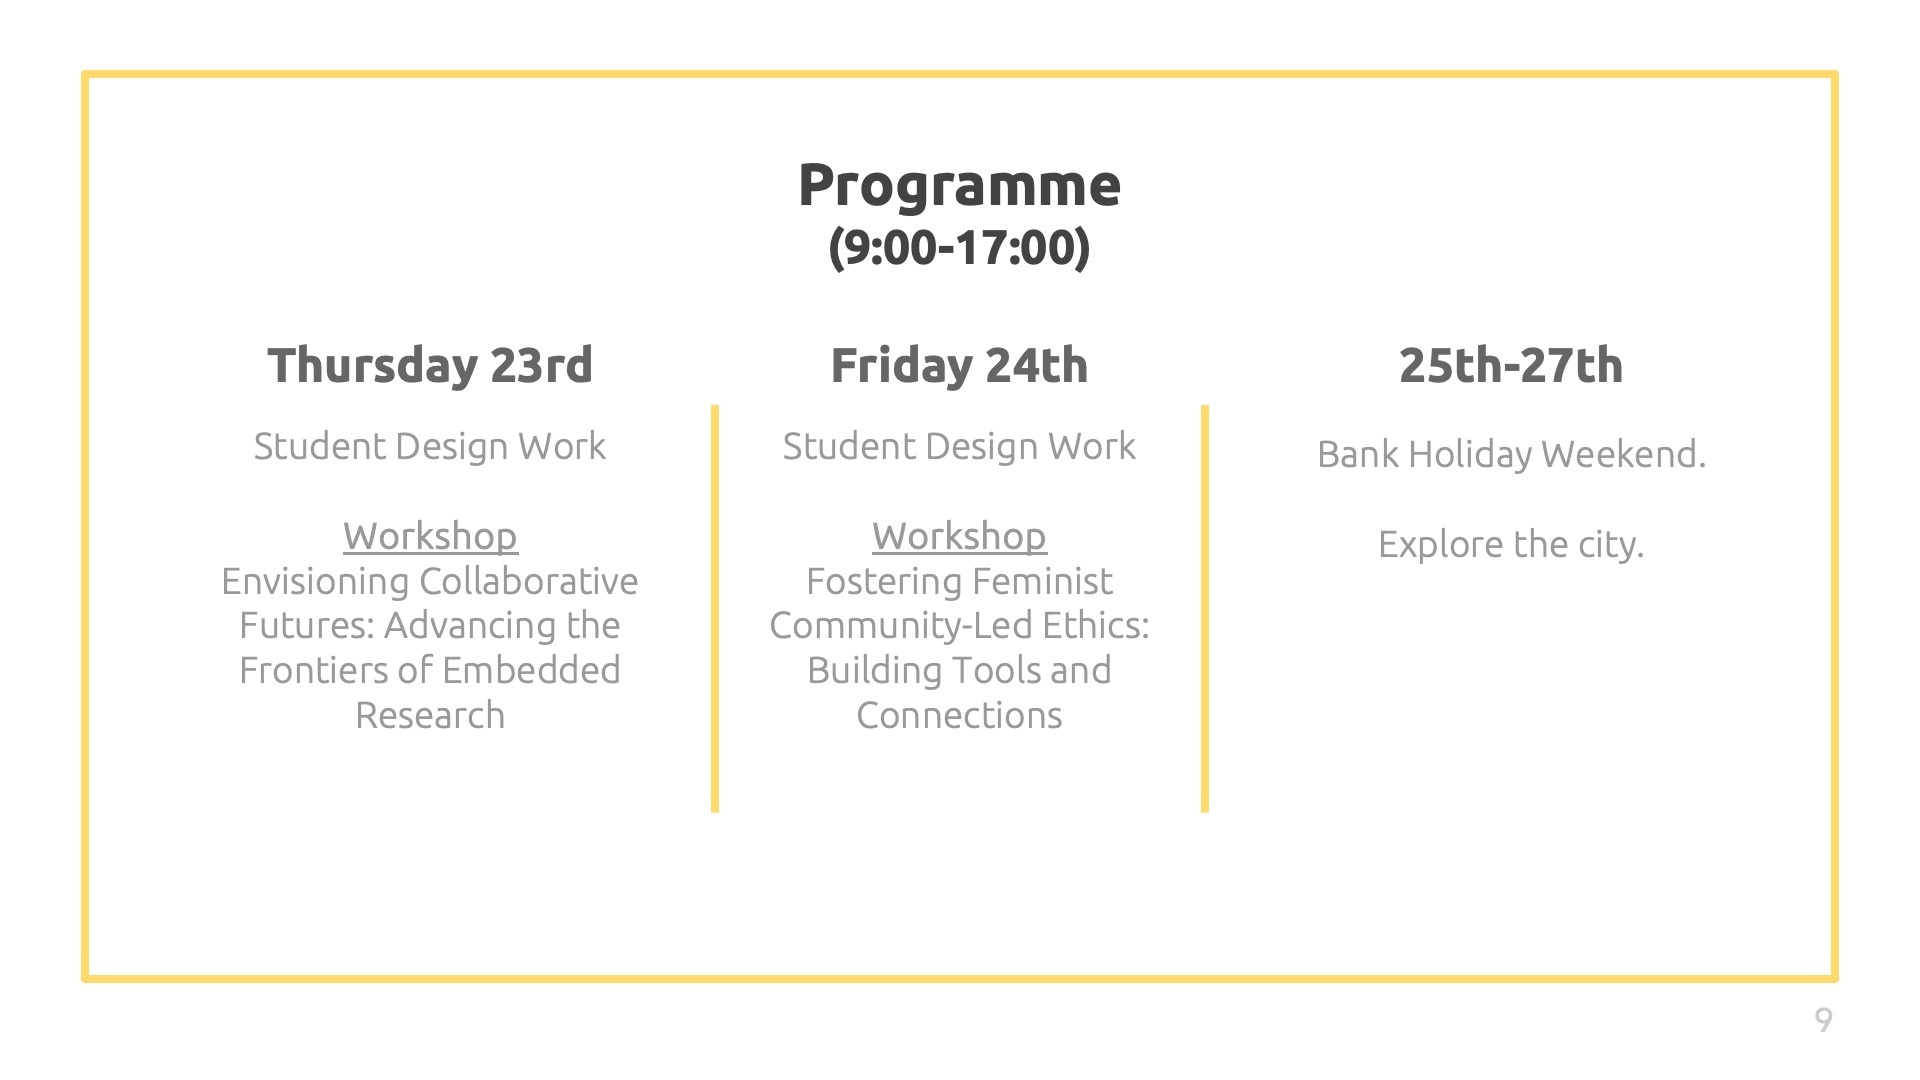 Programme
(9:00-17:00)
Thursday 23rd
Student Design Work
Workshop
Envisioning Collaborative
Futures: Advancing the
Frontiers of Embedded
Research
Friday 24th
Student Design Work
Workshop
Fostering Feminist
Community-Led Ethics:
Building Tools and
Connections
25th-27th
Bank Holiday Weekend.
Explore the city.
9